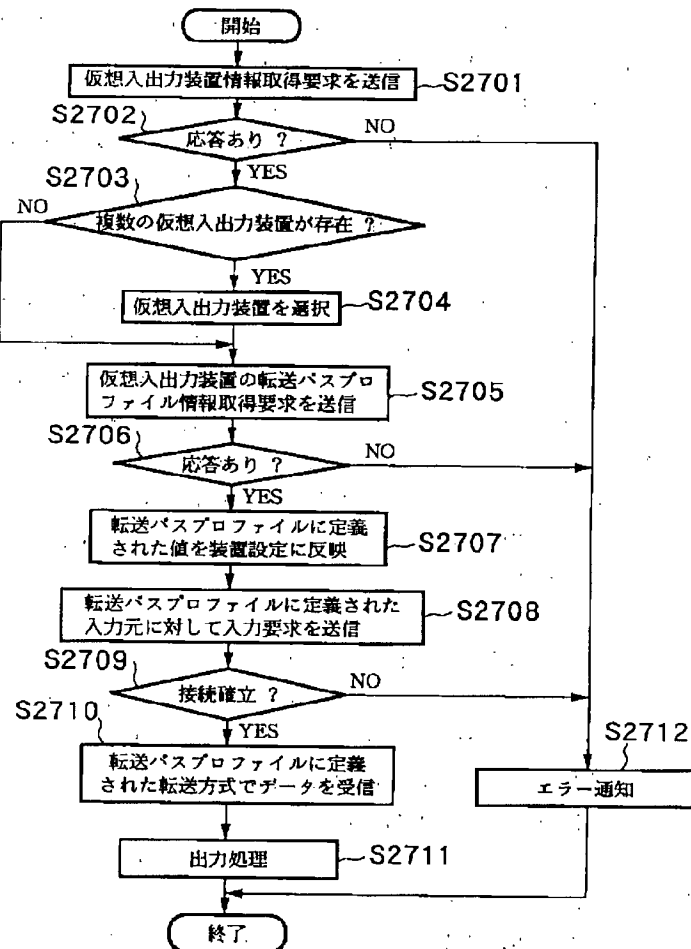 開始
仮想入出力装置情報取得要求を送信
S2701
S2702
応答あり ?
NO
YES
S2703
NO
複数の仮想入出力装置が存在 ?
YES
仮想入出力装置を選択
S2704
仮想入出力装置の転送パスプロ
ファイル情報取得要求を送信
S2705
S2706
応答あり ?
NO
YES
転送パスプロファイルに定義
された値を装置設定に反映
S2707
転送パスプロファイルに定義された
入力元に対して入力要求を送信
S2708
S2709
接続確立 ?
NO
S2710
YES
転送パスプロファイルに定義
された転送方式でデータを受信
S2712
エラー通知
出力処理
S2711
終了